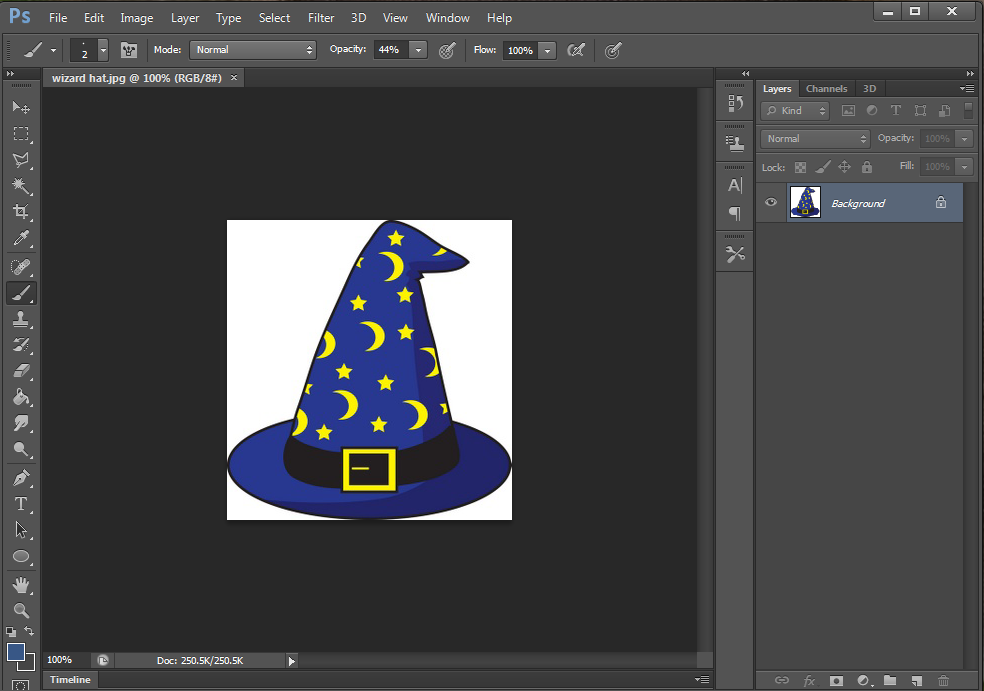 Ps File Edit Image Layer Type Select Filter 3D View Window Help
2 Mode: Normal Opacity: 44% Flow: 100%
wizard hat.jpg @ 100% (RGB/8#) ×
Layers Channels 3D
Kind T
Normal Opacity: 100%
Lock: Fill: 100%
A
¶
Background
T
100% Doc: 250.5K/250.5K
Timeline
fx